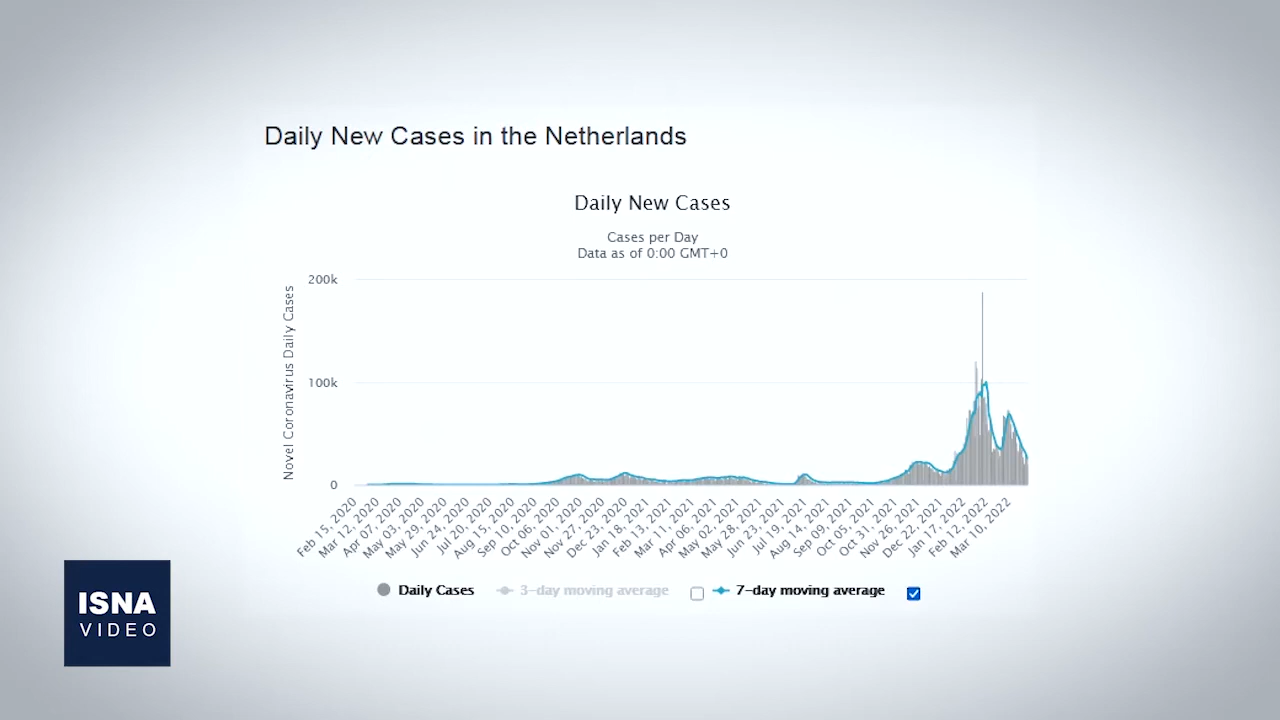 Daily New Cases in the Netherlands
Daily New Cases
Cases per Day
Data as of 0:00 GMT+0
Novel Coronavirus Daily Cases
200k
100k
0
Feb 15, 2020
Mar 12, 2020
Apr 07, 2020
May 03, 2020
May 29, 2020
Jun 24, 2020
Jul 20, 2020
Aug 15, 2020
Sep 10, 2020
Oct 06, 2020
Nov 01, 2020
Nov 27, 2020
Dec 23, 2020
Jan 18, 2021
Feb 13, 2021
Mar 11, 2021
Apr 06, 2021
May 02, 2021
May 28, 2021
Jun 23, 2021
Jul 19, 2021
Aug 14, 2021
Sep 09, 2021
Oct 05, 2021
Oct 31, 2021
Nov 26, 2021
Dec 22, 2021
Jan 17, 2022
Feb 12, 2022
Mar 10, 2022
Daily Cases
3-day moving average
7-day moving average
ISNA
VIDEO